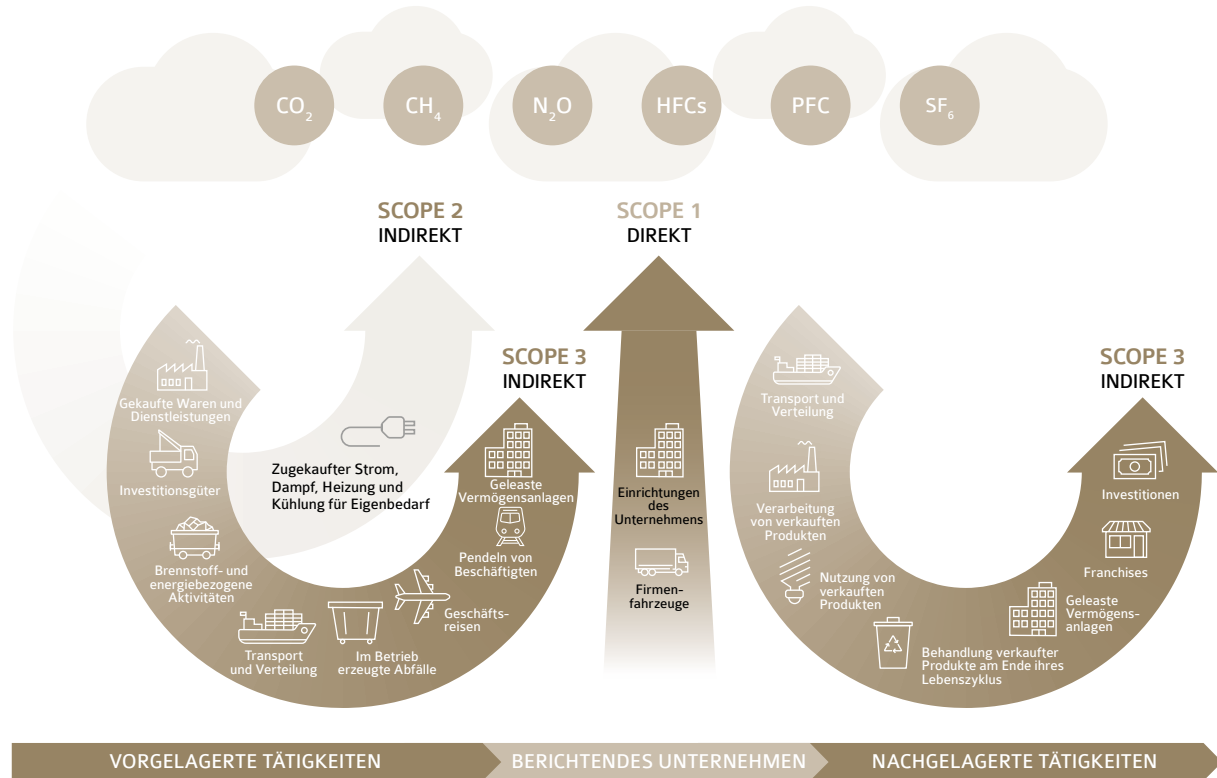 CO₂
CH₄
N₂O
HFCs
PFC
SF₆
SCOPE 2
INDIREKT
SCOPE 1
DIREKT
SCOPE 3
INDIREKT
SCOPE 3
INDIREKT
Gekaufte Waren und
Dienstleistungen
Investitionsgüter
Brennstoff- und
energiebezogene
Aktivitäten
Transport
und Verteilung
Im Betrieb
erzeugte Abfälle
Geschäfts-
reisen
Pendeln von
Beschäftigten
Geleaste
Vermögensanlagen
Zugekaufter Strom,
Dampf, Heizung und
Kühlung für Eigenbedarf
Einrichtungen
des
Unternehmens
Firmen-
fahrzeuge
Transport und
Verteilung
Verarbeitung
von verkauften
Produkten
Nutzung von
verkauften
Produkten
Behandlung verkaufter
Produkte am Ende ihres
Lebenszyklus
Geleaste
Vermögens-
anlagen
Franchises
Investitionen
VORGELAGERTE TÄTIGKEITEN
BERICHTENDES UNTERNEHMEN
NACHGELAGERTE TÄTIGKEITEN